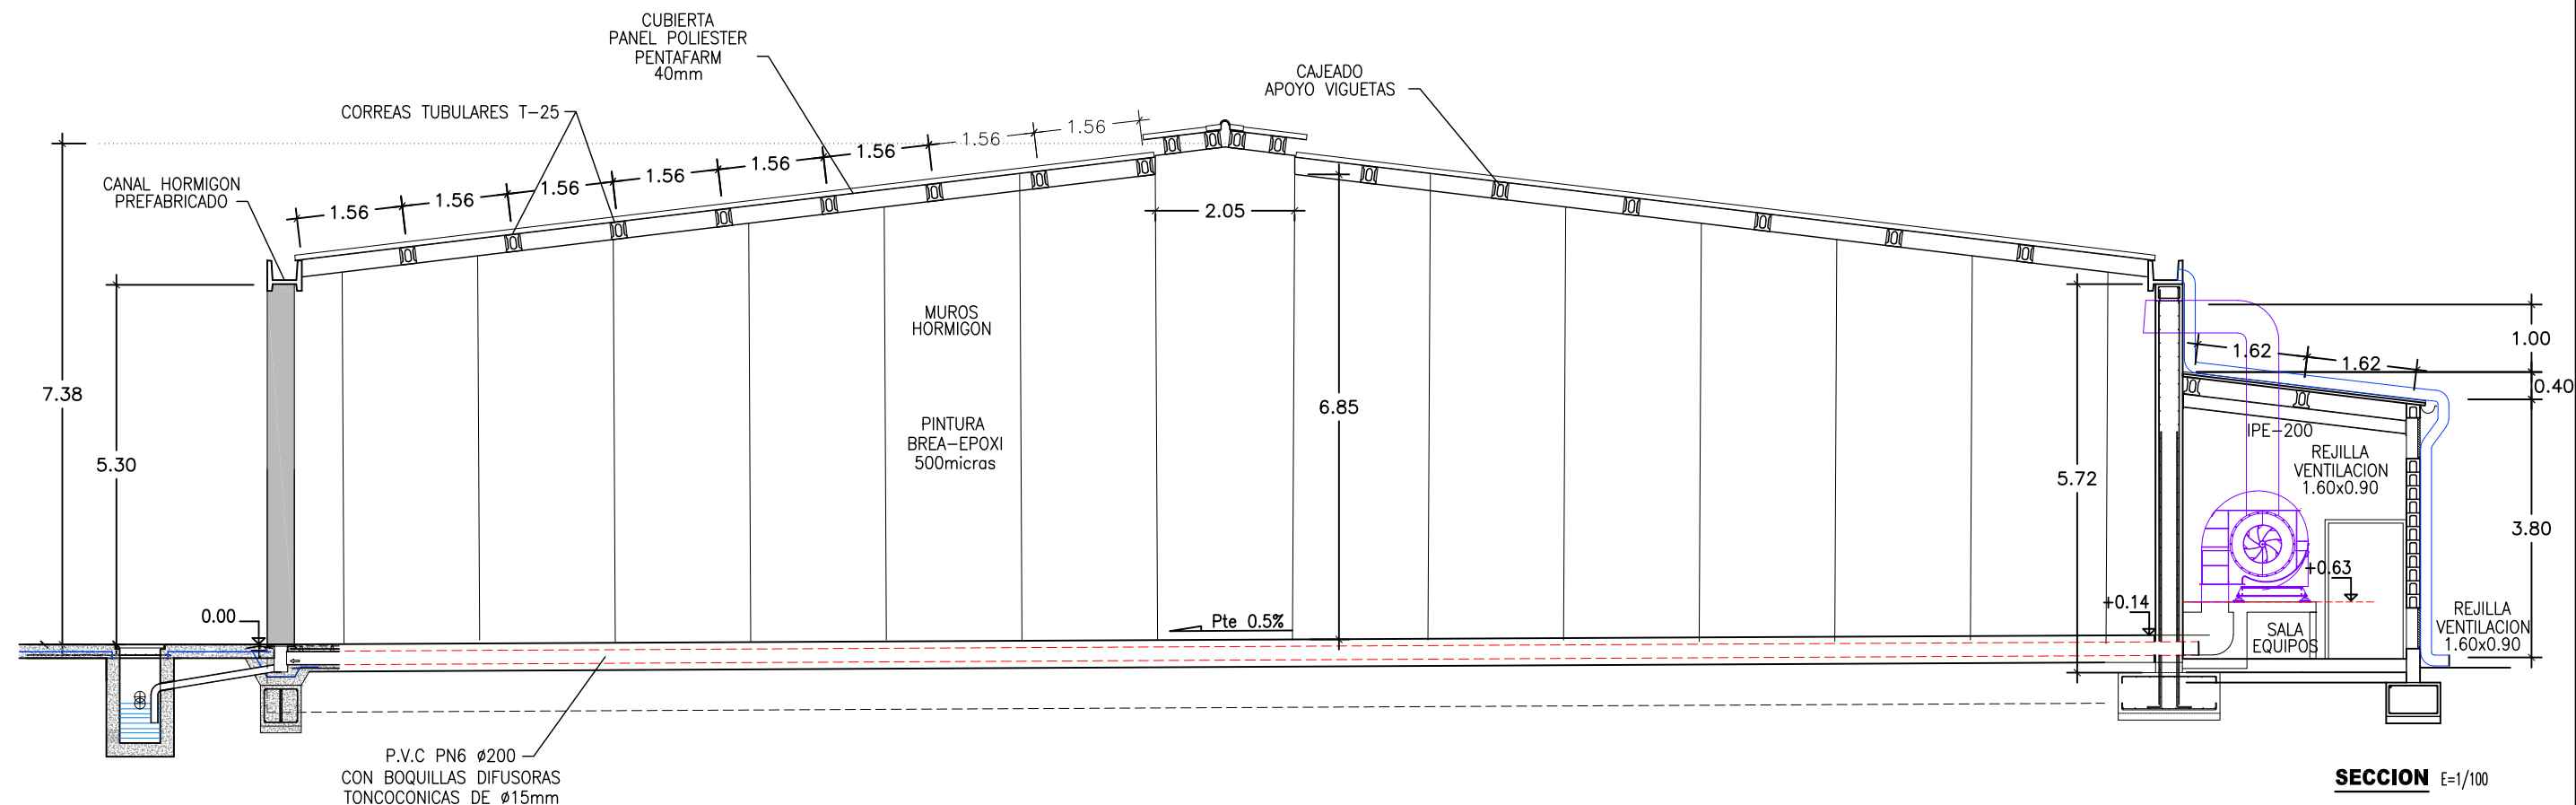 CUBIERTA
PANEL POLIESTER
PENTAFARM
40mm
CAJEADO
APOYO VIGUETAS
CORREAS TUBULARES T-25
CANAL HORMIGON
PREFABRICADO
1.56
1.56
1.56
1.56
1.56
1.56
1.56
1.56
2.05
7.38
5.30
MUROS
HORMIGON
PINTURA
BREA-EPOXI
500micras
6.85
5.72
1.62
1.62
1.00
0.40
3.80
IPE-200
REJILLA
VENTILACION
1.60x0.90
+0.63
+0.14
0.00
Pte 0.5%
SALA
EQUIPOS
REJILLA
VENTILACION
1.60x0.90
P.V.C PN6 ø200
CON BOQUILLAS DIFUSORAS
TONCOCONICAS DE ø15mm
SECCION E=1/100